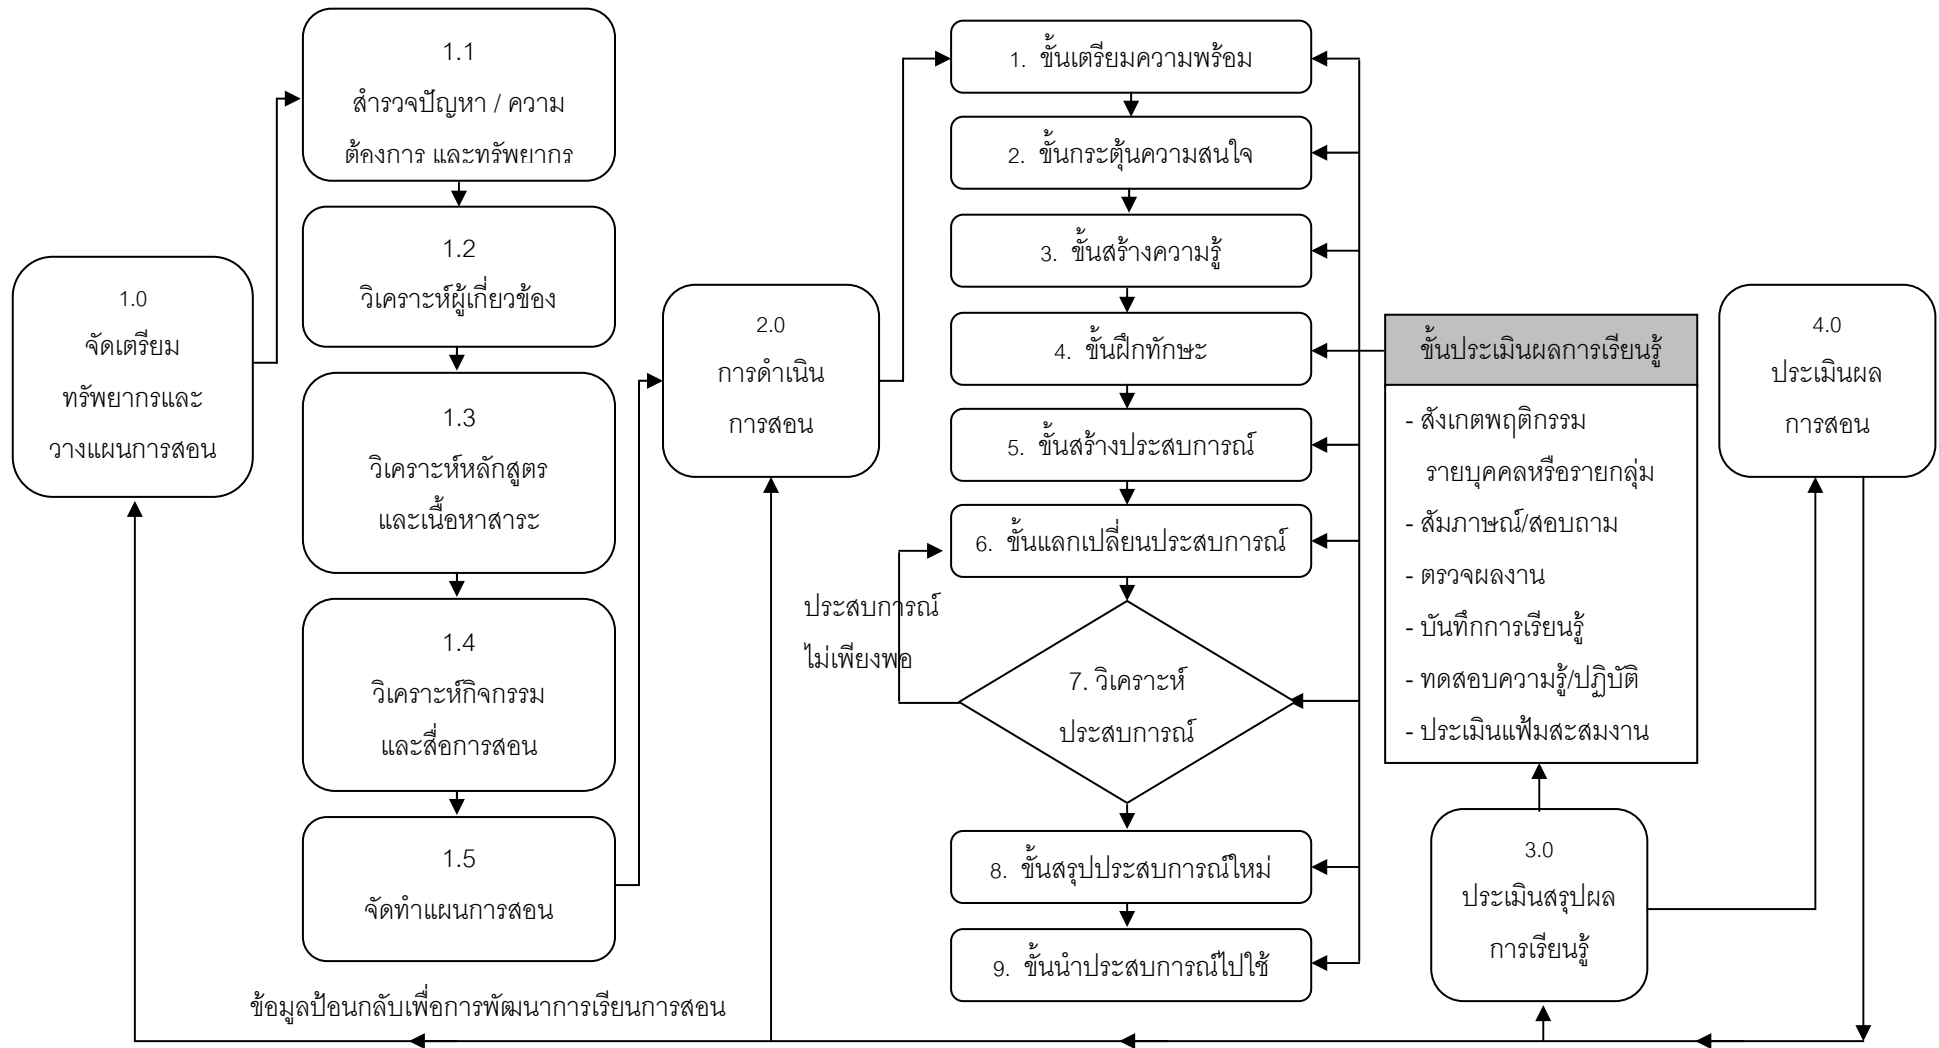 1.0
จัดเตรียม
ทรัพยากรและ
วางแผนการสอน
1.1
สำรวจปัญหา / ความ
ต้องการ และทรัพยากร
1.2
วิเคราะห์ผู้เกี่ยวข้อง
1.3
วิเคราะห์หลักสูตร
และเนื้อหาสาระ
1.4
วิเคราะห์กิจกรรม
และสื่อการสอน
1.5
จัดทำแผนการสอน
2.0
การดำเนิน
การสอน
1. ขั้นเตรียมความพร้อม
2. ขั้นกระตุ้นความสนใจ
3. ขั้นสร้างความรู้
4. ขั้นฝึกทักษะ
5. ขั้นสร้างประสบการณ์
6. ขั้นแลกเปลี่ยนประสบการณ์
ประสบการณ์
ไม่เพียงพอ
7. วิเคราะห์
ประสบการณ์
8. ขั้นสรุปประสบการณ์ใหม่
9. ขั้นนำประสบการณ์ไปใช้
ขั้นประเมินผลการเรียนรู้
- สังเกตพฤติกรรม
รายบุคคลหรือรายกลุ่ม
- สัมภาษณ์/สอบถาม
- ตรวจผลงาน
- บันทึกการเรียนรู้
- ทดสอบความรู้/ปฏิบัติ
- ประเมินแฟ้มสะสมงาน
3.0
ประเมินสรุปผล
การเรียนรู้
4.0
ประเมินผล
การสอน
ข้อมูลป้อนกลับเพื่อการพัฒนาการเรียนการสอน